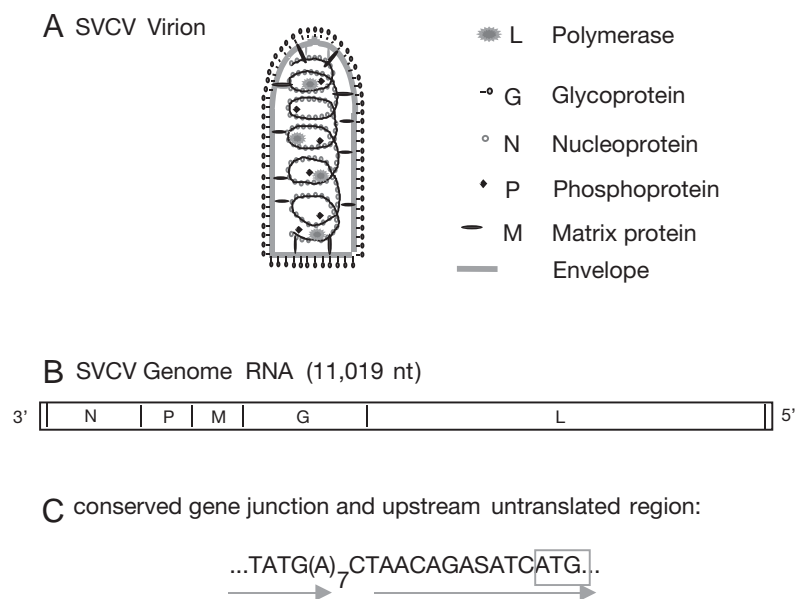 A SVCV Virion
L Polymerase
G Glycoprotein
N Nucleoprotein
P Phosphoprotein
M Matrix protein
Envelope
B SVCV Genome RNA (11,019 nt)
3’ N P M G L 5’
C conserved gene junction and upstream untranslated region:
...TATG(A)7CTAACAGASATCATG...